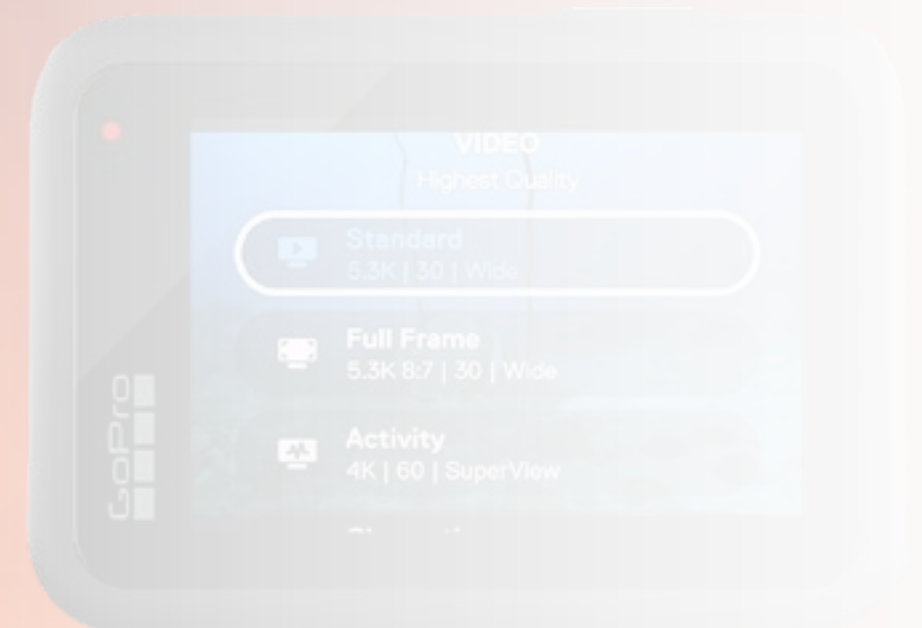 VIDEO
Highest Quality
Standard
5.3K | 30 | Wide
Full Frame
5.3K 8:7 | 30 | Wide
Activity
4K | 60 | SuperView
GoPro